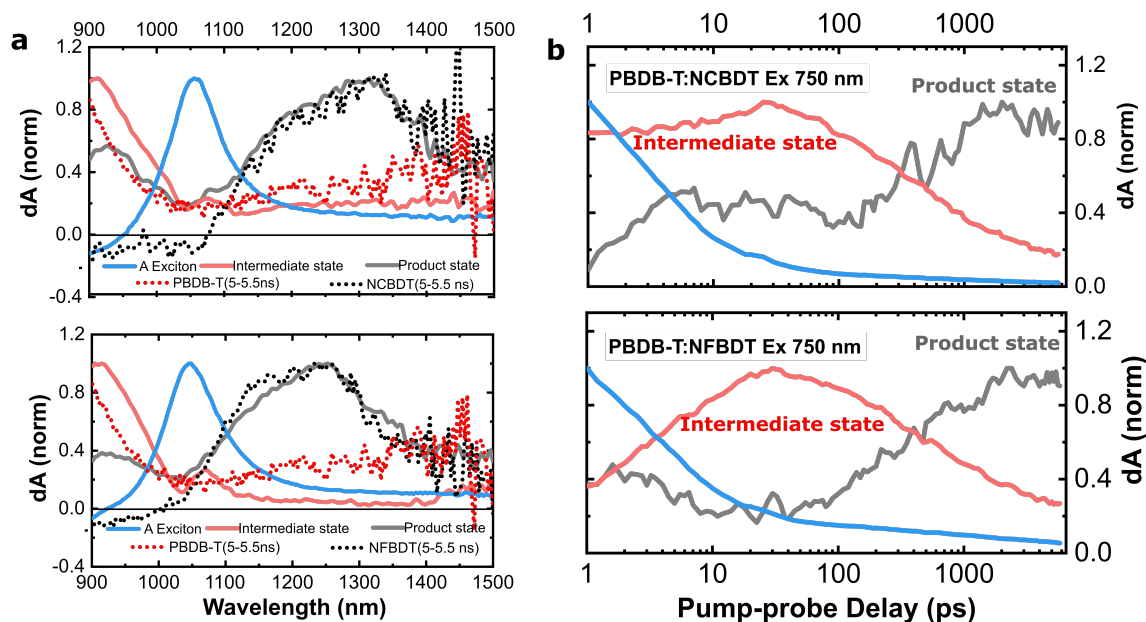 a
900 1000 1100 1200 1300 1400 1500
1.2
0.8
0.4
0.0
-0.4
dA (norm)
A Exciton Intermediate state Product state
PBDB-T(5-5.5ns) NCBDT(5-5.5 ns)
1.2
0.8
0.4
0.0
-0.4
dA (norm)
A Exciton Intermediate state Product state
PBDB-T(5-5.5ns) NFBDT(5-5.5 ns)
900 1000 1100 1200 1300 1400 1500
Wavelength (nm)
b
1 10 100 1000
PBDB-T:NCBDT Ex 750 nm
Product state
Intermediate state
1.2
0.8
0.4
0.0
dA (norm)
PBDB-T:NFBDT Ex 750 nm
Product state
Intermediate state
1.2
0.8
0.4
0.0
dA (norm)
1 10 100 1000
Pump-probe Delay (ps)